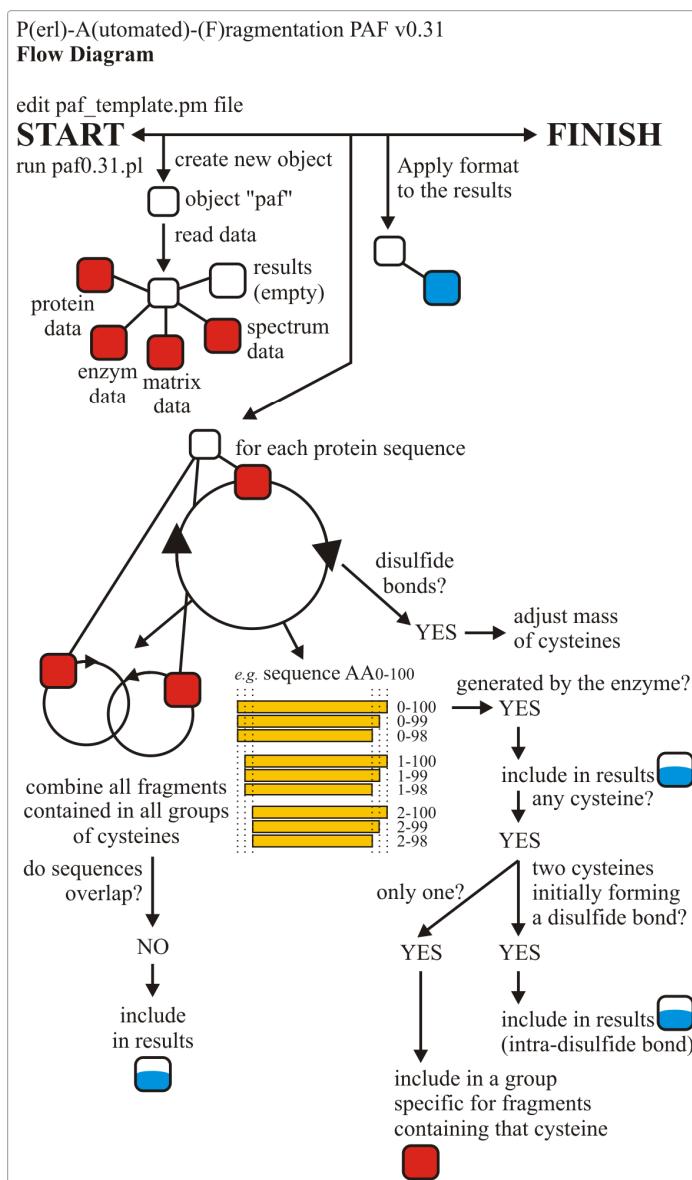 P(erl)-A(utomated)-(F)ragmentation PAF v0.31
Flow Diagram
edit paf_template.pm file
START
FINISH
run paf0.31.pl
create new object
Apply format
to the results
object "paf"
read data
results
(empty)
protein
data
spectrum
data
enzym
data
matrix
data
for each protein sequence
disulfide
bonds?
YES
adjust mass
of cysteines
e.g. sequence AA0-100
0-100
0-99
0-98
1-100
1-99
1-98
2-100
2-99
2-98
generated by the enzyme?
YES
include in results
any cysteine?
YES
combine all fragments
contained in all groups
of cysteines
do sequences
overlap?
NO
include
in results
only one?
two cysteines
initially forming
a disulfide bond?
YES
YES
include in results
(intra-disulfide bond)
include in a group
specific for fragments
containing that cysteine